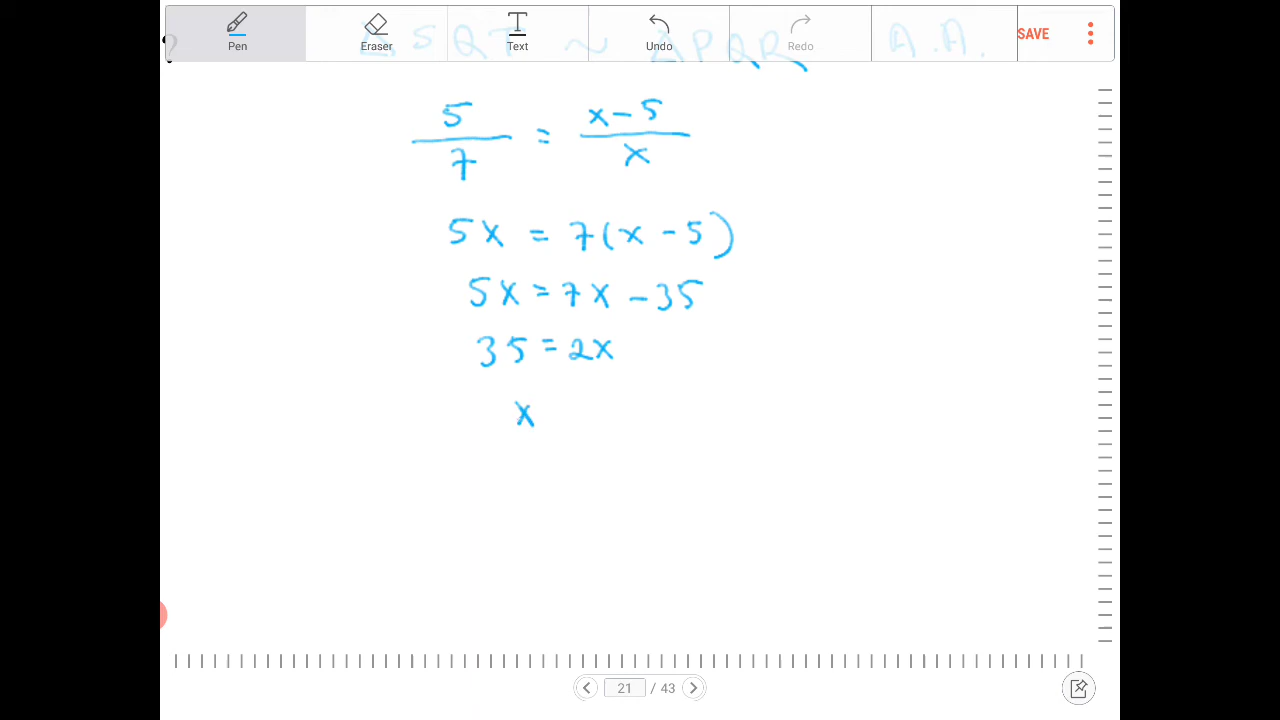 Pen Eraser Text Undo Redo SAVE
? Δ S Q T ~ Δ P Q R A.A.
5/7 = x-5/x
5x = 7(x-5)
5x = 7x - 35
35 = 2x
x
21 / 43